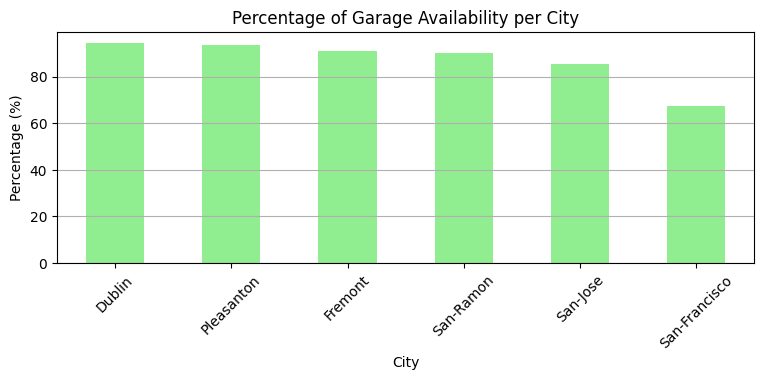 Percentage of Garage Availability per City
Percentage (%)
80
60
40
20
0
Dublin
Pleasanton
Fremont
San-Ramon
San-Jose
San-Francisco
City